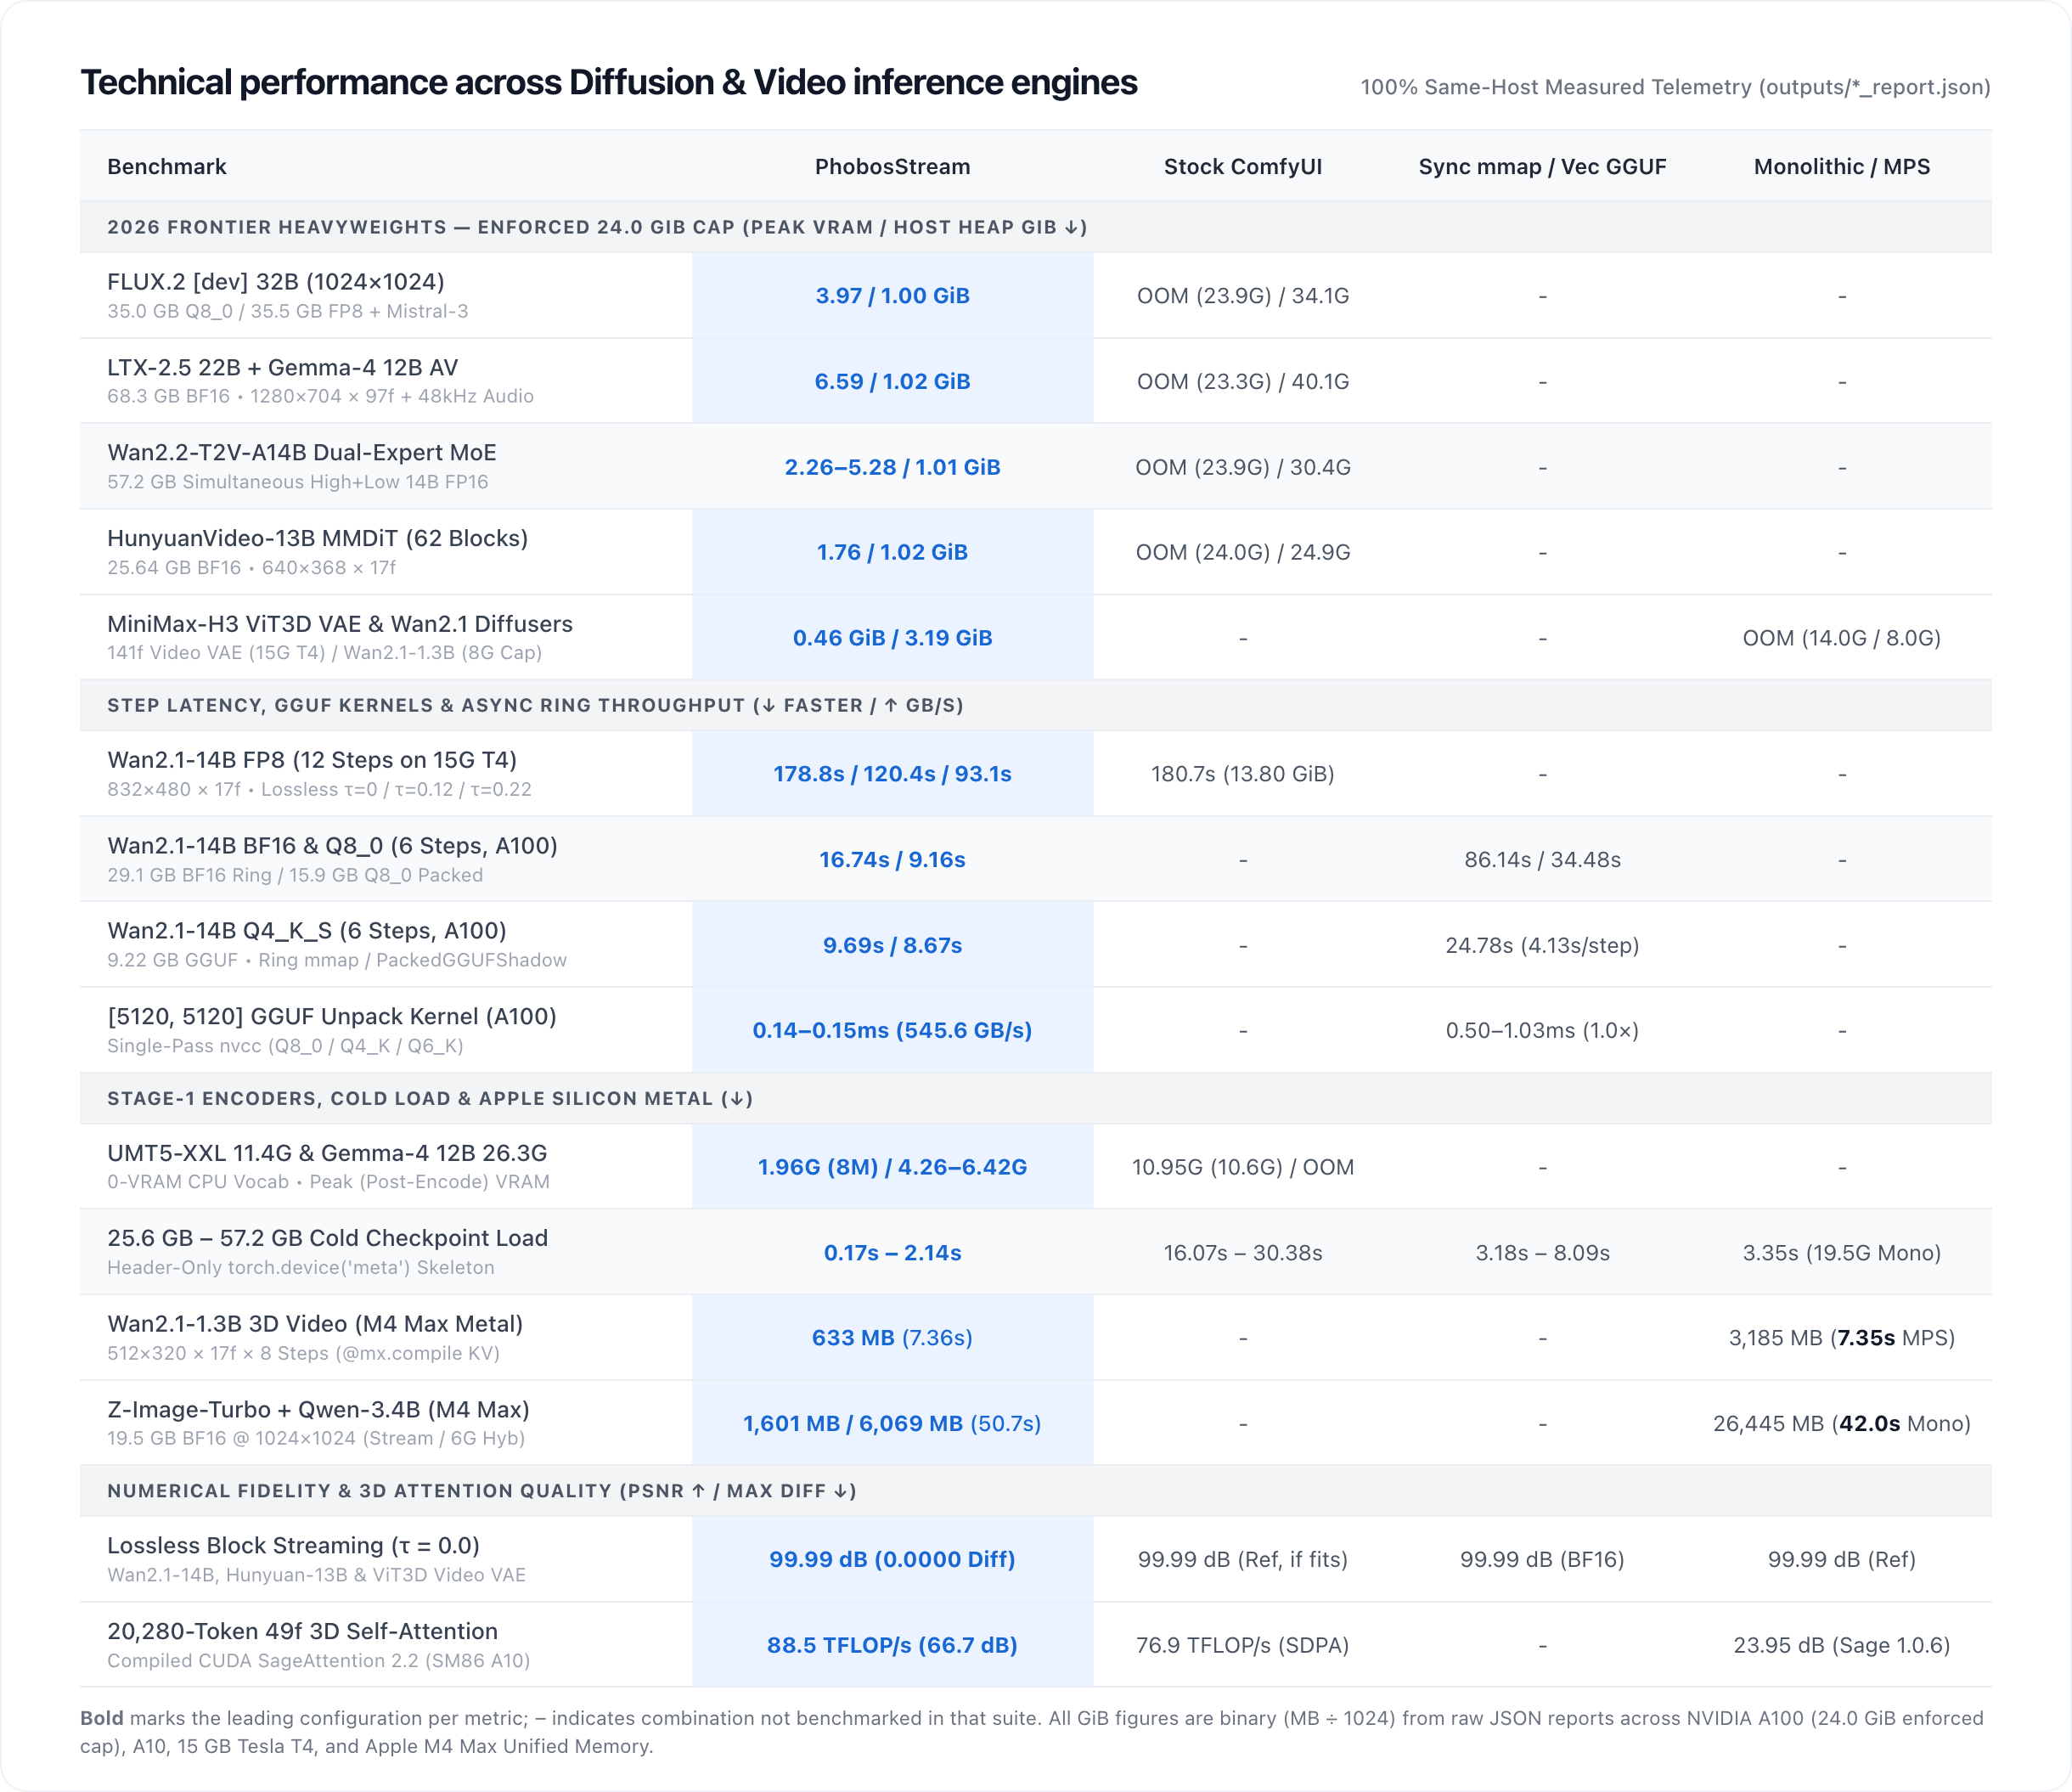 Technical performance across Diffusion & Video inference engines
100% Same-Host Measured Telemetry (outputs/*_report.json)
Benchmark PhobosStream Stock ComfyUI Sync mmap / Vec GGUF Monolithic / MPS
2026 FRONTIER HEAVYWEIGHTS — ENFORCED 24.0 GIB CAP (PEAK VRAM / HOST HEAP GIB ↓)
FLUX.2 [dev] 32B (1024×1024)
35.0 GB Q8_0 / 35.5 GB FP8 + Mistral-3
3.97 / 1.00 GiB OOM (23.9G) / 34.1G - -
LTX-2.5 22B + Gemma-4 12B AV
68.3 GB BF16 • 1280×704 × 97f + 48kHz Audio
6.59 / 1.02 GiB OOM (23.3G) / 40.1G - -
Wan2.2-T2V-A14B Dual-Expert MoE
57.2 GB Simultaneous High+Low 14B FP16
2.26–5.28 / 1.01 GiB OOM (23.9G) / 30.4G - -
HunyuanVideo-13B MMDiT (62 Blocks)
25.64 GB BF16 • 640×368 × 17f
1.76 / 1.02 GiB OOM (24.0G) / 24.9G - -
MiniMax-H3 ViT3D VAE & Wan2.1 Diffusers
141f Video VAE (15G T4) / Wan2.1-1.3B (8G Cap)
0.46 GiB / 3.19 GiB - - OOM (14.0G / 8.0G)
STEP LATENCY, GGUF KERNELS & ASYNC RING THROUGHPUT (↓ FASTER / ↑ GB/S)
Wan2.1-14B FP8 (12 Steps on 15G T4)
832×480 × 17f • Lossless τ=0 / τ=0.12 / τ=0.22
178.8s / 120.4s / 93.1s 180.7s (13.80 GiB) - -
Wan2.1-14B BF16 & Q8_0 (6 Steps, A100)
29.1 GB BF16 Ring / 15.9 GB Q8_0 Packed
16.74s / 9.16s - 86.14s / 34.48s -
Wan2.1-14B Q4_K_S (6 Steps, A100)
9.22 GB GGUF • Ring mmap / PackedGGUFShadow
9.69s / 8.67s - 24.78s (4.13s/step) -
[5120, 5120] GGUF Unpack Kernel (A100)
Single-Pass nvcc (Q8_0 / Q4_K / Q6_K)
0.14–0.15ms (545.6 GB/s) - 0.50–1.03ms (1.0×) -
STAGE-1 ENCODERS, COLD LOAD & APPLE SILICON METAL (↓)
UMT5-XXL 11.4G & Gemma-4 12B 26.3G
0-VRAM CPU Vocab • Peak (Post-Encode) VRAM
1.96G (8M) / 4.26–6.42G 10.95G (10.6G) / OOM - -
25.6 GB – 57.2 GB Cold Checkpoint Load
Header-Only torch.device('meta') Skeleton
0.17s – 2.14s 16.07s – 30.38s 3.18s – 8.09s 3.35s (19.5G Mono)
Wan2.1-1.3B 3D Video (M4 Max Metal)
512×320 × 17f × 8 Steps (@mx.compile KV)
633 MB (7.36s) - - 3,185 MB (7.35s MPS)
Z-Image-Turbo + Qwen-3.4B (M4 Max)
19.5 GB BF16 @ 1024×1024 (Stream / 6G Hyb)
1,601 MB / 6,069 MB (50.7s) - - 26,445 MB (42.0s Mono)
NUMERICAL FIDELITY & 3D ATTENTION QUALITY (PSNR ↑ / MAX DIFF ↓)
Lossless Block Streaming (τ = 0.0)
Wan2.1-14B, Hunyuan-13B & ViT3D Video VAE
99.99 dB (0.0000 Diff) 99.99 dB (Ref, if fits) 99.99 dB (BF16) 99.99 dB (Ref)
20,280-Token 49f 3D Self-Attention
Compiled CUDA SageAttention 2.2 (SM86 A10)
88.5 TFLOP/s (66.7 dB) 76.9 TFLOP/s (SDPA) - 23.95 dB (Sage 1.0.6)
Bold marks the leading configuration per metric; – indicates combination not benchmarked in that suite. All GiB figures are binary (MB ÷ 1024) from raw JSON reports across NVIDIA A100 (24.0 GiB enforced
cap), A10, 15 GB Tesla T4, and Apple M4 Max Unified Memory.